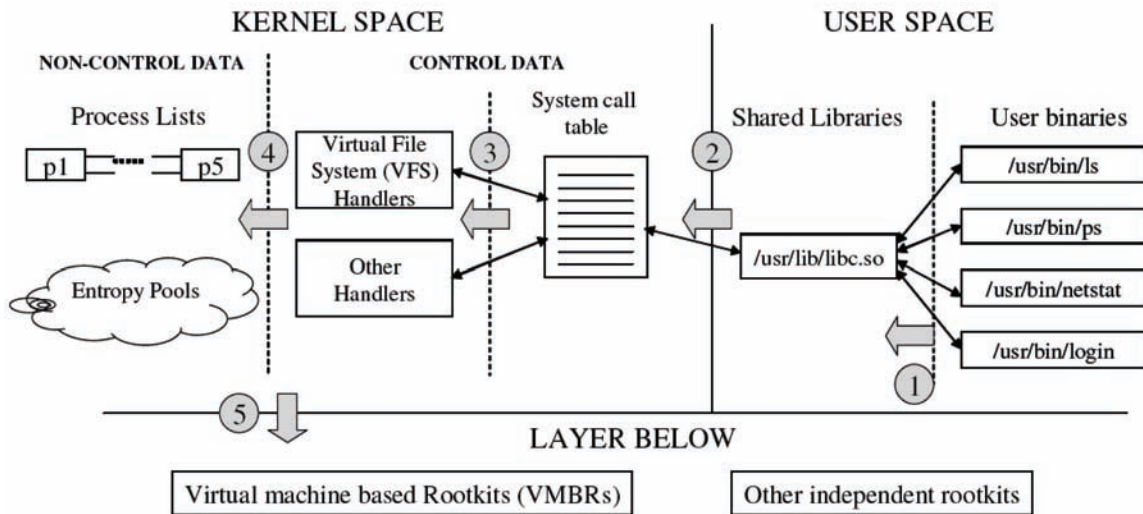 KERNEL SPACE
USER SPACE
NON-CONTROL DATA
CONTROL DATA
Process Lists
System call
table
Shared Libraries
User binaries
p1
p5
4
Virtual File
System (VFS)
Handlers
3
2
/usr/bin/ls
/usr/bin/ps
/usr/lib/libc.so
Other
Handlers
Entropy Pools
/usr/bin/netstat
/usr/bin/login
1
5
LAYER BELOW
Virtual machine based Rootkits (VMBRs)
Other independent rootkits